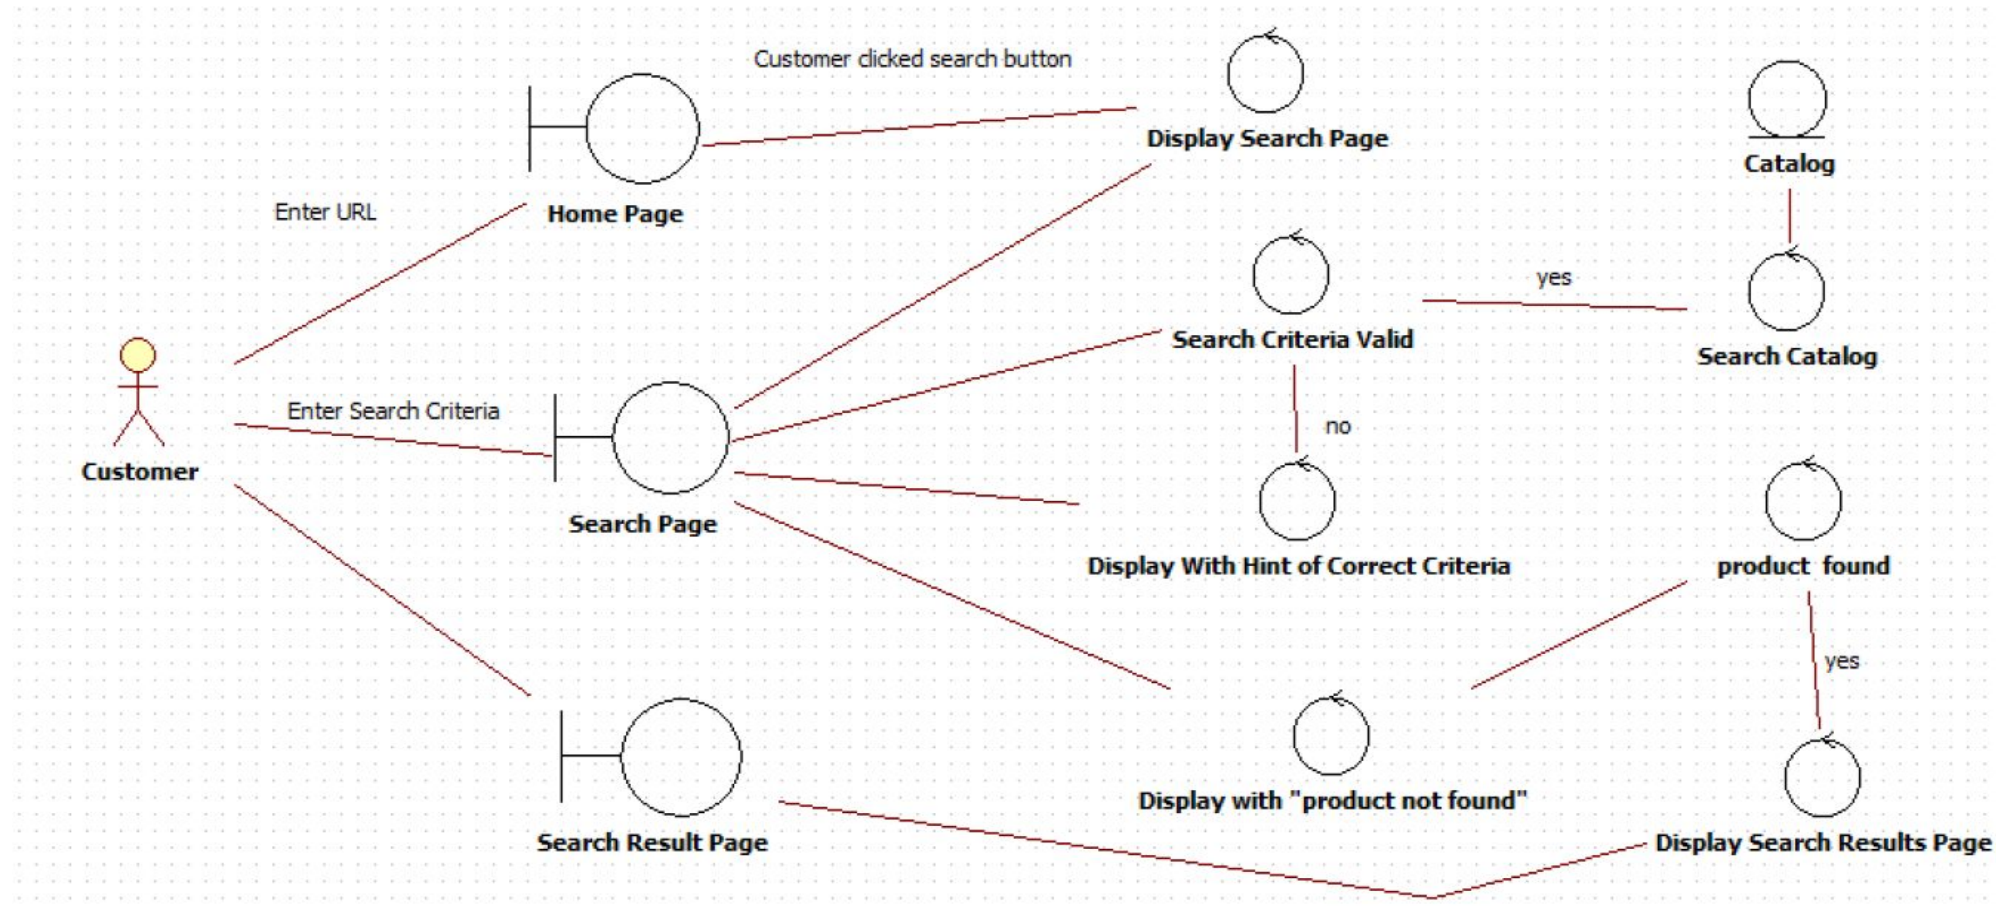 Customer clicked search button
Display Search Page
Catalog
Enter URL
Home Page
yes
Search Criteria Valid
Search Catalog
Enter Search Criteria
no
Customer
Search Page
Display With Hint of Correct Criteria
product found
yes
Display with "product not found"
Search Result Page
Display Search Results Page